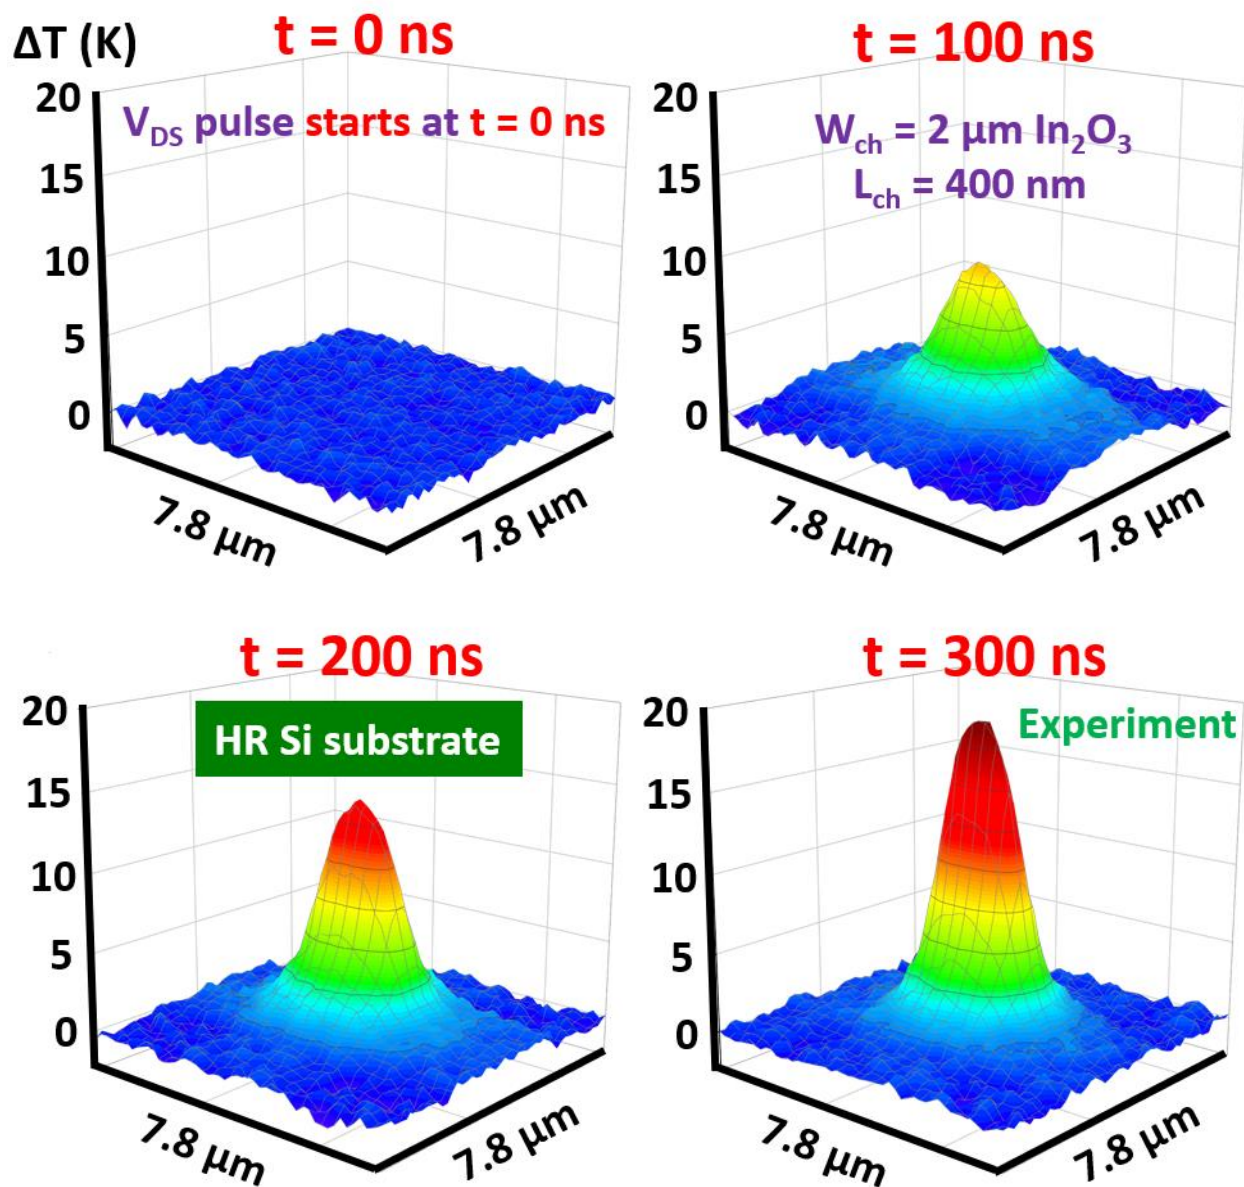 ΔT (K)
t = 0 ns
20
V_DS pulse starts at t = 0 ns
15
10
5
0
7.8 μm
7.8 μm
t = 100 ns
20
W_ch = 2 μm In₂O₃
L_ch = 400 nm
15
10
5
0
7.8 μm
7.8 μm
t = 200 ns
20
HR Si substrate
15
10
5
0
7.8 μm
7.8 μm
t = 300 ns
20
Experiment
15
10
5
0
7.8 μm
7.8 μm